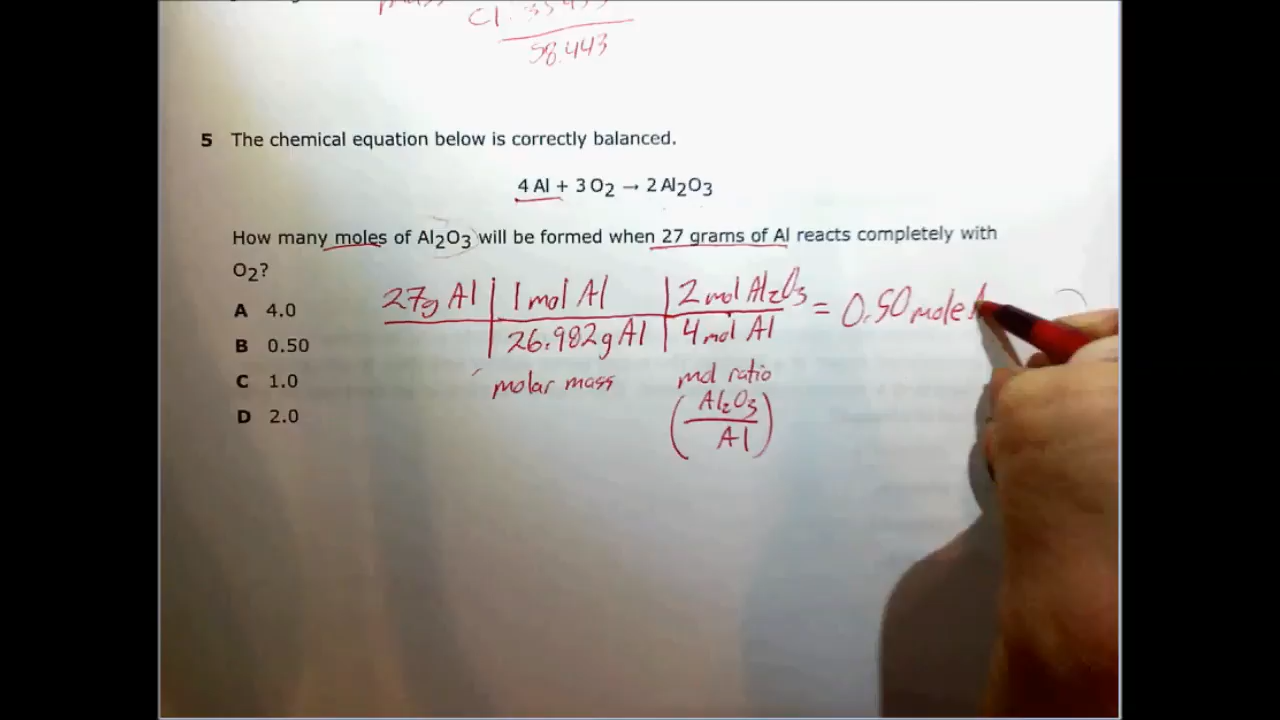 Cl
58.443
5 The chemical equation below is correctly balanced.
4 Al + 3 O2 → 2 Al2O3
How many moles of Al2O3 will be formed when 27 grams of Al reacts completely with
O2?
27g Al | 1 mol Al | 2 mol Al2O3 = 0.50 mole
26.982g Al | 4 mol Al
A 4.0
B 0.50
C 1.0
D 2.0
molar mass
mol ratio
(Al2O3
Al)